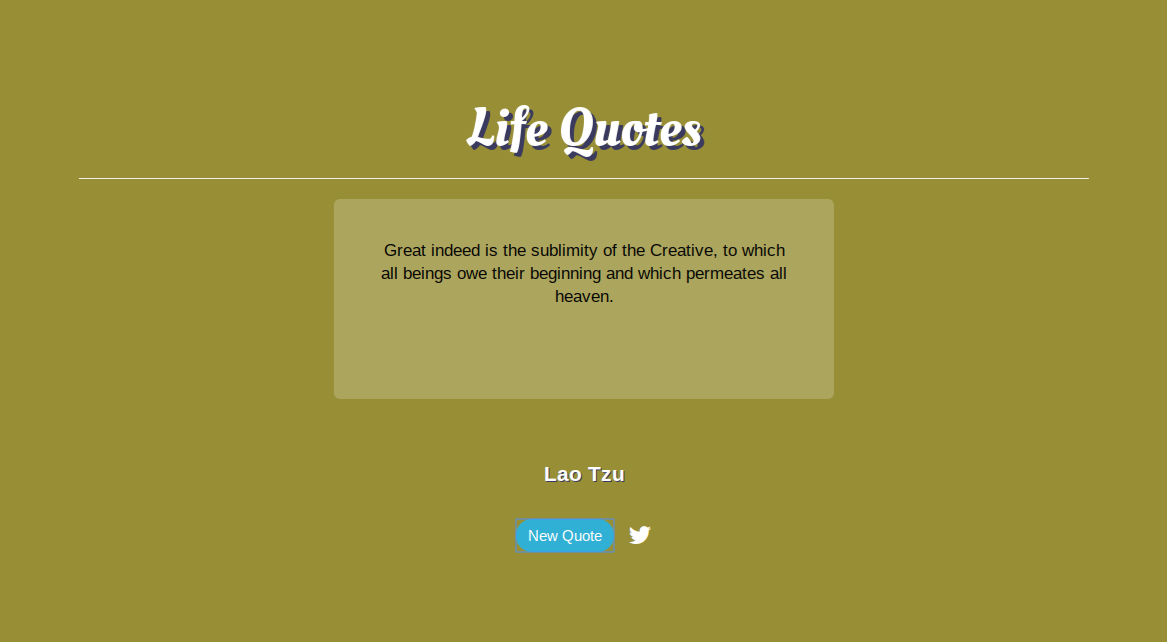 Life Quotes
Great indeed is the sublimity of the Creative, to which
all beings owe their beginning and which permeates all
heaven.
Lao Tzu
New Quote